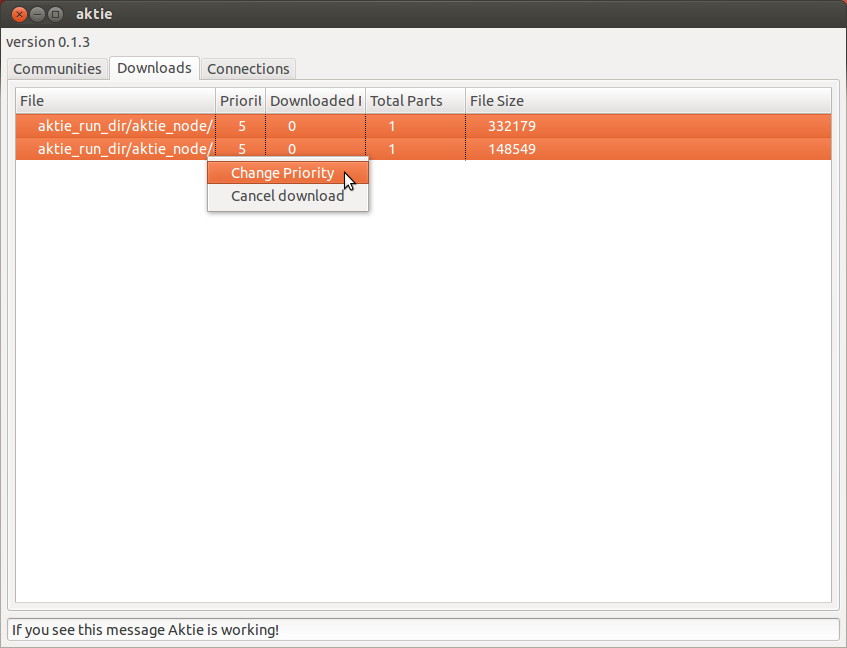 aktie
version 0.1.3
Communities Downloads Connections
File Priorit Downloaded I Total Parts File Size
aktie_run_dir/aktie_node/ 5 0 1 332179
aktie_run_dir/aktie_node/ 5 0 1 148549
Change Priority
Cancel download
If you see this message Aktie is working!